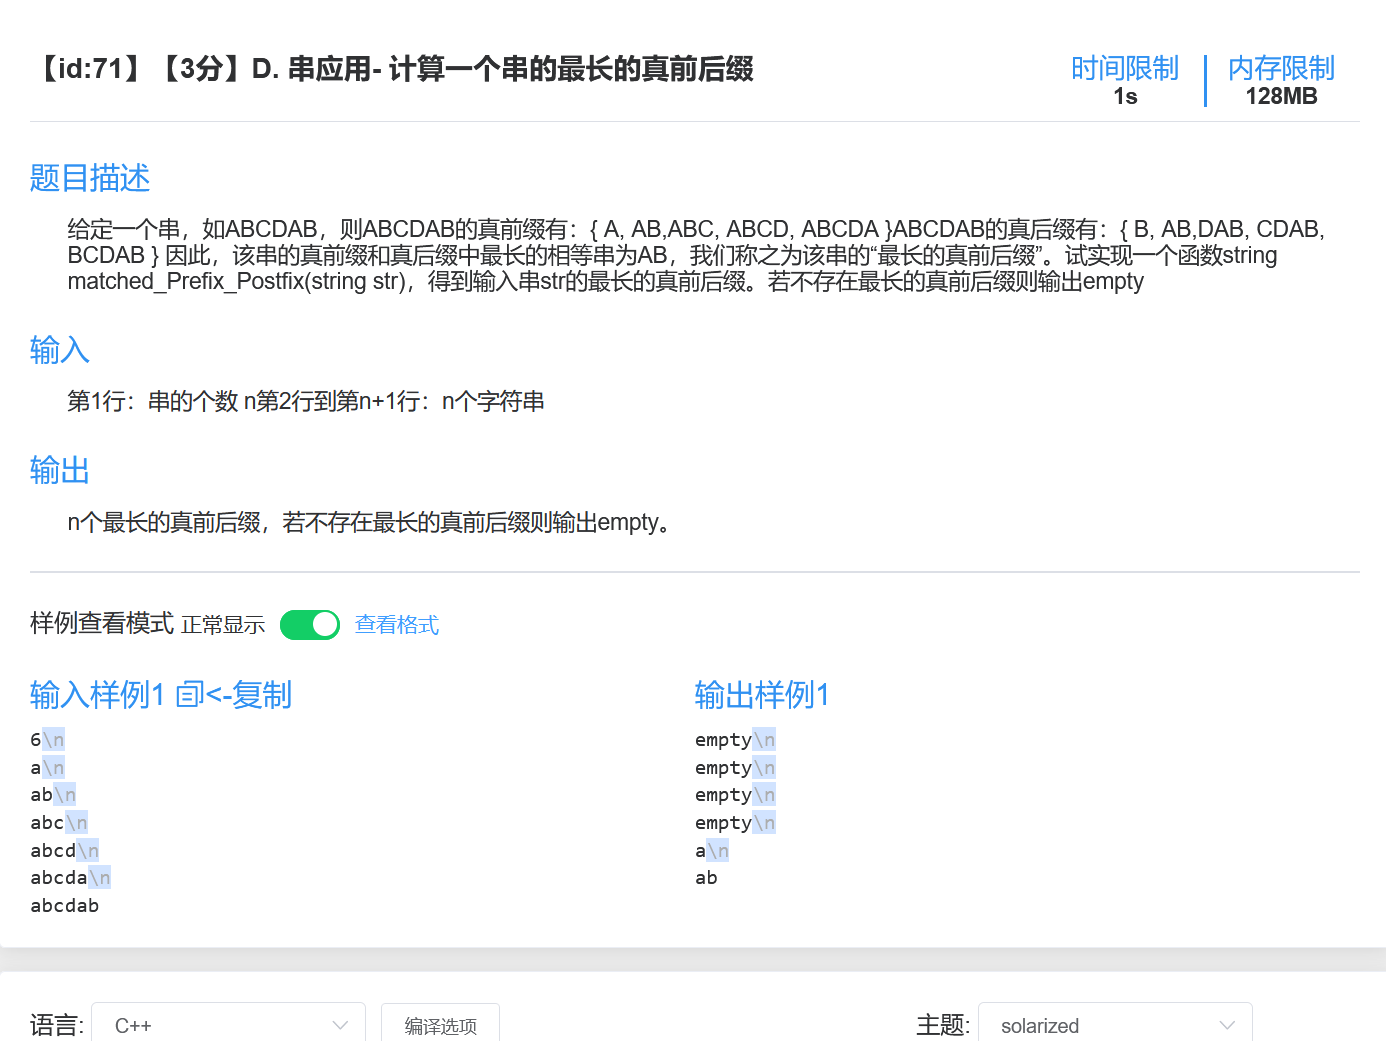 【id:71】【3分】D. 串应用- 计算一个串的最长的真前后缀
时间限制
1s
内存限制
128MB
题目描述
给定一个串，如ABCDAB，则ABCDAB的真前缀有：{ A, AB,ABC, ABCD, ABCDA }ABCDAB的真后缀有：{ B, AB,DAB, CDAB,
BCDAB } 因此，该串的真前缀和真后缀中最长的相等串为AB，我们称之为该串的“最长的真前后缀”。试实现一个函数string
matched_Prefix_Postfix(string str)，得到输入串str的最长的真前后缀。若不存在最长的真前后缀则输出empty
输入
第1行：串的个数 n第2行到第n+1行：n个字符串
输出
n个最长的真前后缀，若不存在最长的真前后缀则输出empty。
样例查看模式 正常显示 查看格式
输入样例1 <-复制
6\n
a\n
ab\n
abc\n
abcd\n
abcda\n
abcdab
输出样例1
empty\n
empty\n
empty\n
empty\n
a\n
ab
语言: C++ 编译选项 主题: solarized